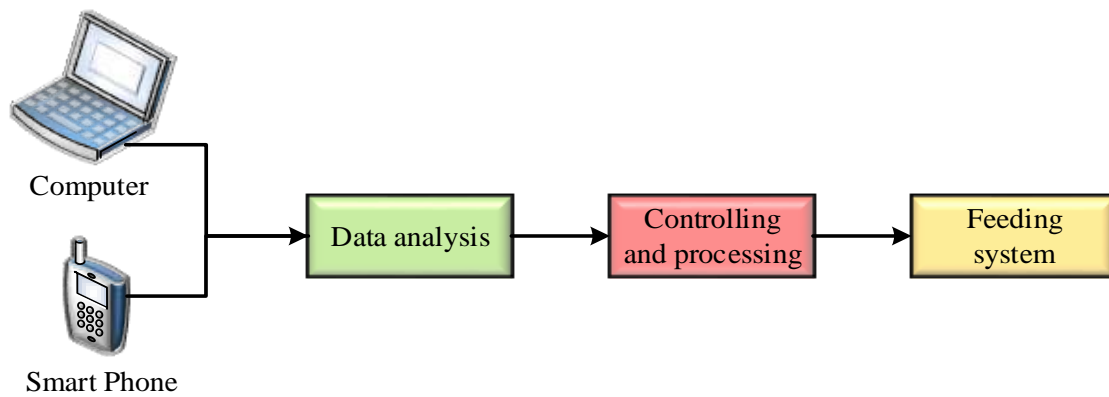 Computer
Smart Phone
Data analysis
Controlling
and processing
Feeding
system